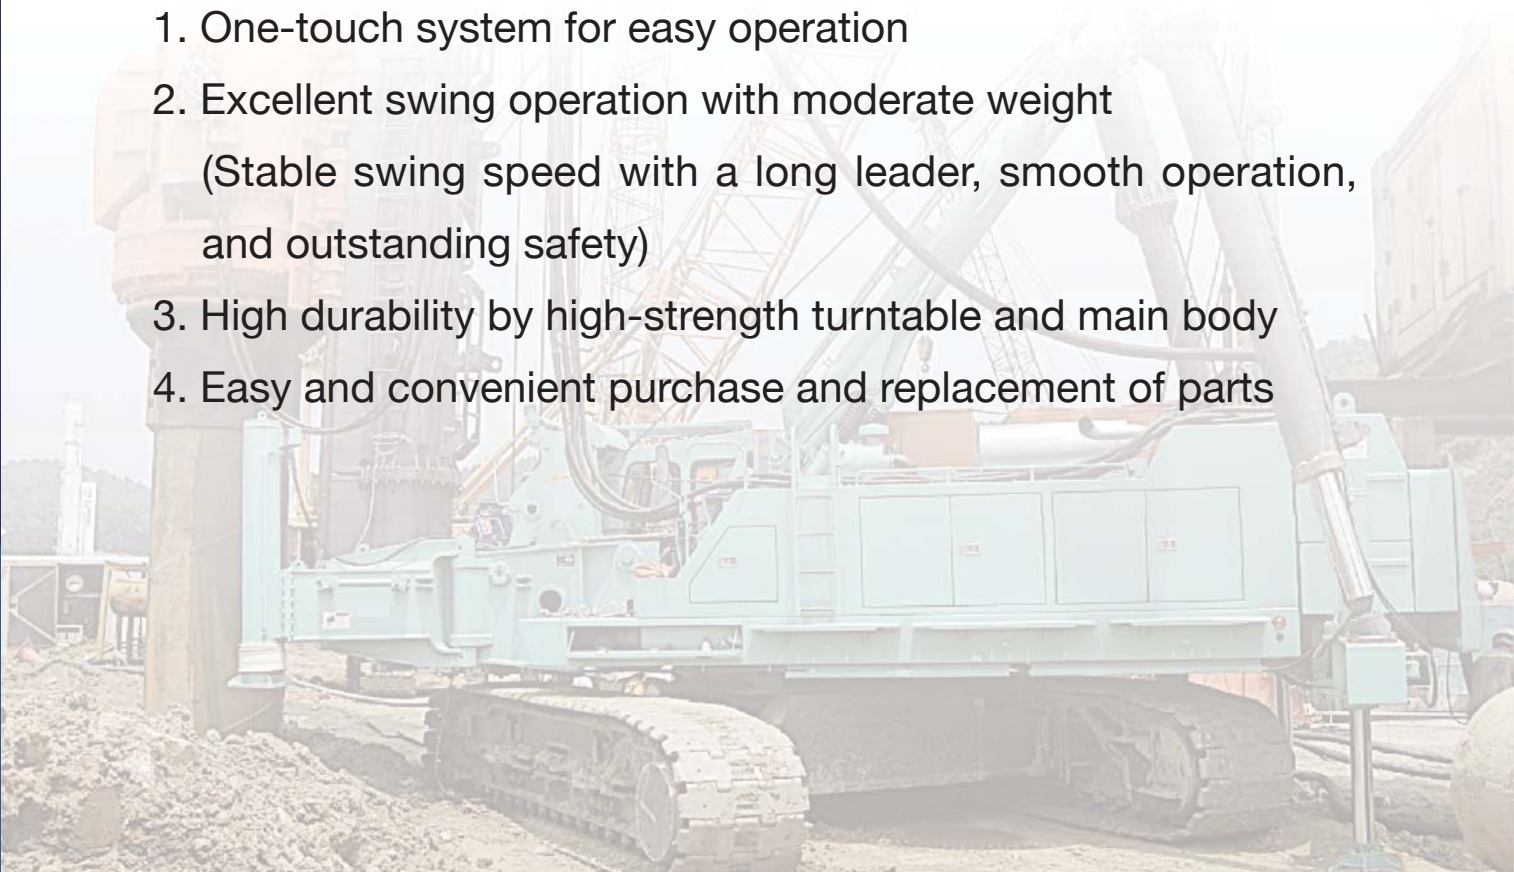 1. One-touch system for easy operation
2. Excellent swing operation with moderate weight
(Stable swing speed with a long leader, smooth operation,
and outstanding safety)
3. High durability by high-strength turntable and main body
4. Easy and convenient purchase and replacement of parts